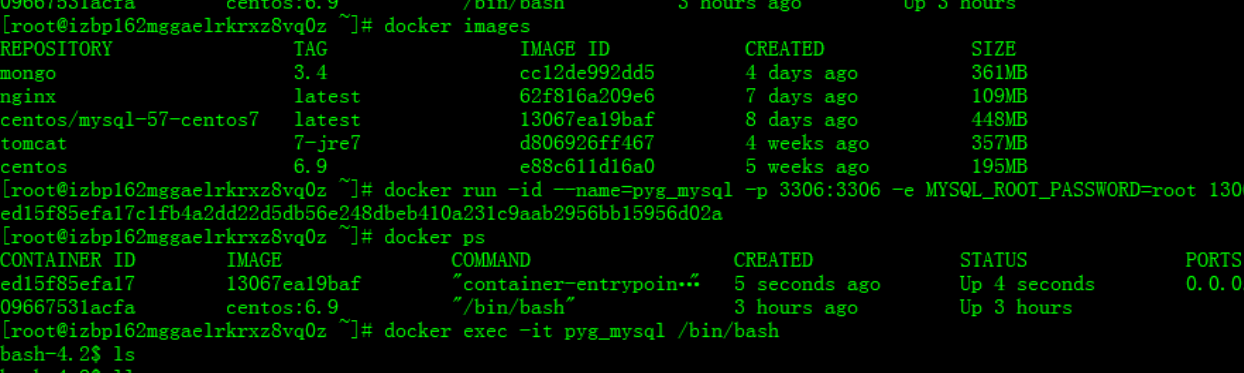 09667531acfa centos:6.9 "/bin/bash" 3 hours ago Up 3 hours
[root@izbp162mggaelrkrxz8vq0z ~]# docker images
REPOSITORY TAG IMAGE ID CREATED SIZE
mongo 3.4 cc12de992dd5 4 days ago 361MB
nginx latest 62f816a209e6 7 days ago 109MB
centos/mysql-57-centos7 latest 13067ea19baf 8 days ago 448MB
tomcat 7-jre7 d806926ff467 4 weeks ago 357MB
centos 6.9 e88c611d16a0 5 weeks ago 195MB
[root@izbp162mggaelrkrxz8vq0z ~]# docker run -id --name=pyg_mysql -p 3306:3306 -e MYSQL_ROOT_PASSWORD=root 130
ed15f85efa17c1fb4a2dd22d5db56e248dbeb410a231c9aab2956bb15956d02a
[root@izbp162mggaelrkrxz8vq0z ~]# docker ps
CONTAINER ID IMAGE COMMAND CREATED STATUS PORTS
ed15f85efa17 13067ea19baf "container-entrypoin…" 5 seconds ago Up 4 seconds 0.0.0
09667531acfa centos:6.9 "/bin/bash" 3 hours ago Up 3 hours
[root@izbp162mggaelrkrxz8vq0z ~]# docker exec -it pyg_mysql /bin/bash
bash-4.2$ ls